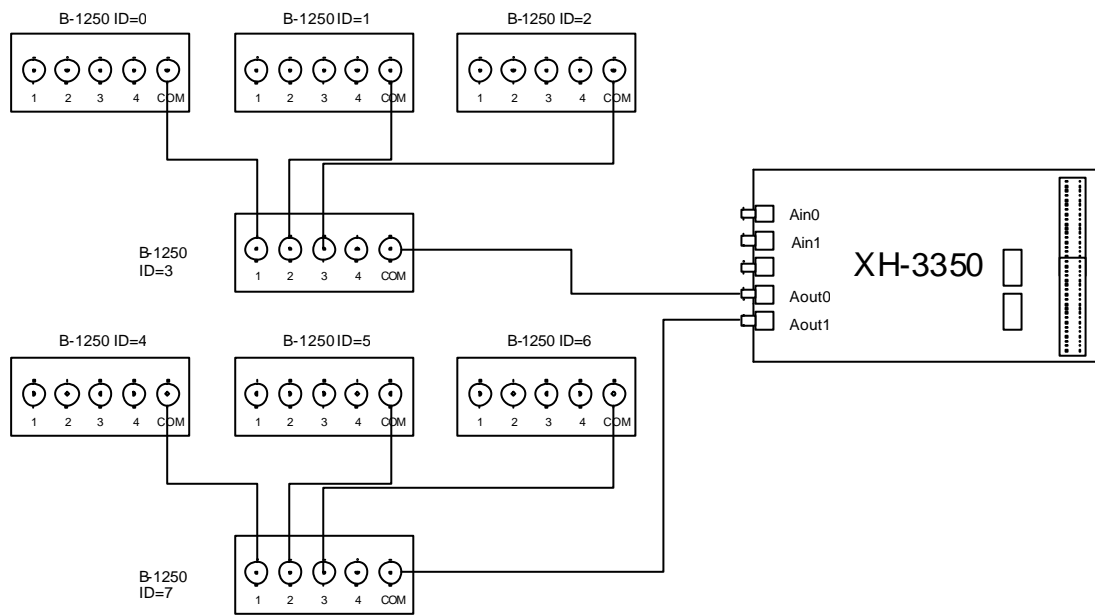 B-1250 ID=0
B-1250 ID=1
B-1250 ID=2
1 2 3 4 COM
1 2 3 4 COM
1 2 3 4 COM
B-1250
ID=3
1 2 3 4 COM
Ain0
Ain1
XH-3350
Aout0
Aout1
B-1250 ID=4
B-1250 ID=5
B-1250 ID=6
1 2 3 4 COM
1 2 3 4 COM
1 2 3 4 COM
B-1250
ID=7
1 2 3 4 COM